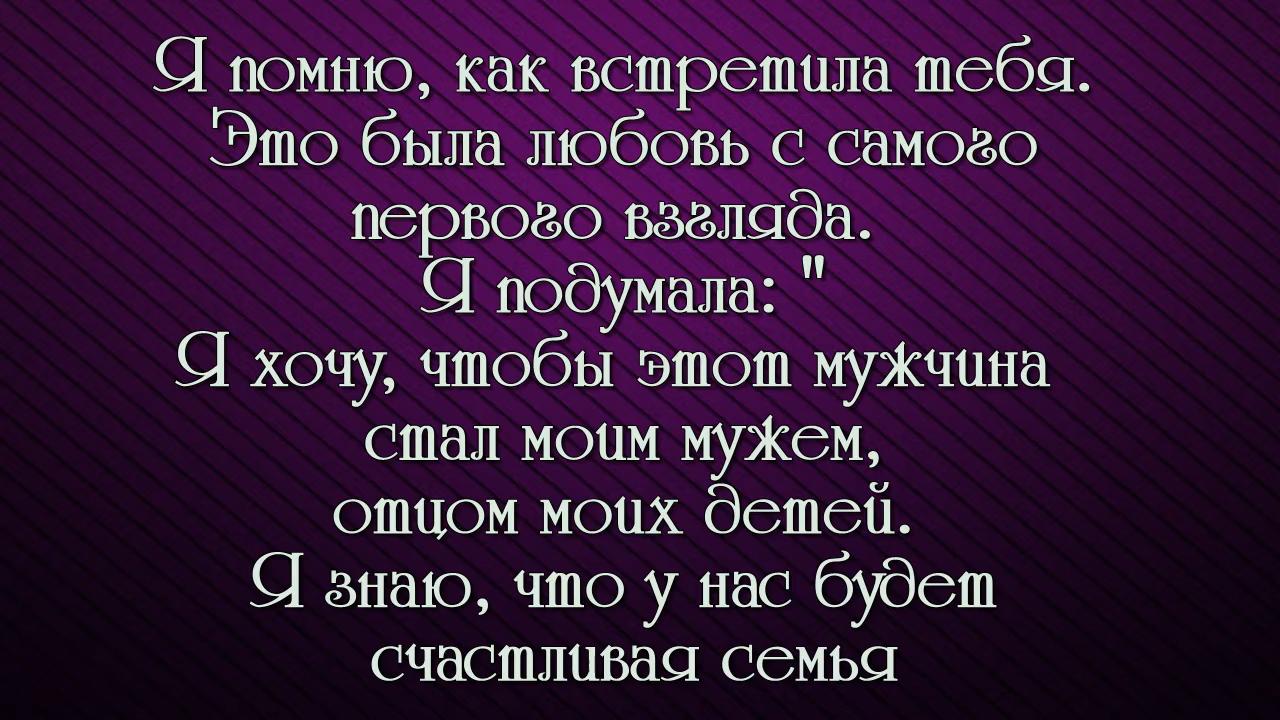 Я помню, как встретила тебя.
Это была любовь с самого
первого взгляда.
Я подумала: "
Я хочу, чтобы этот мужчина
стал моим мужем,
отцом моих детей.
Я знаю, что у нас будет
счастливая семья